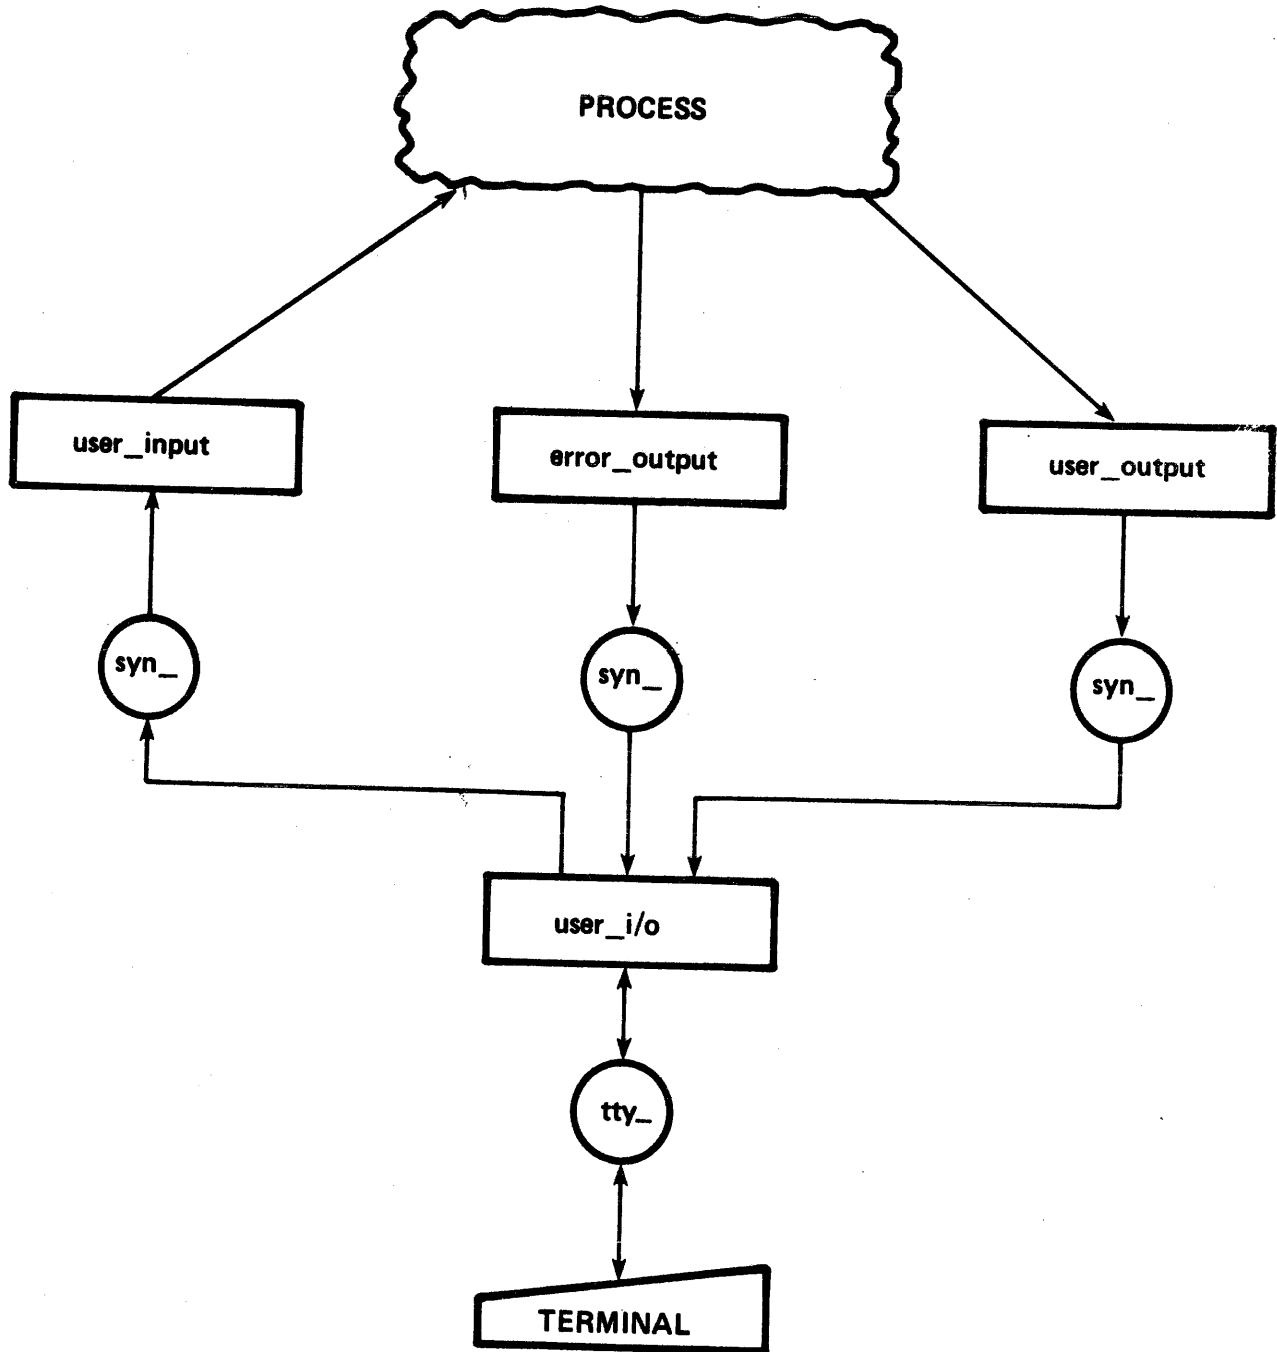 PROCESS
user_input
error_output
user_output
syn_
syn_
syn_
user_i/o
tty_
TERMINAL